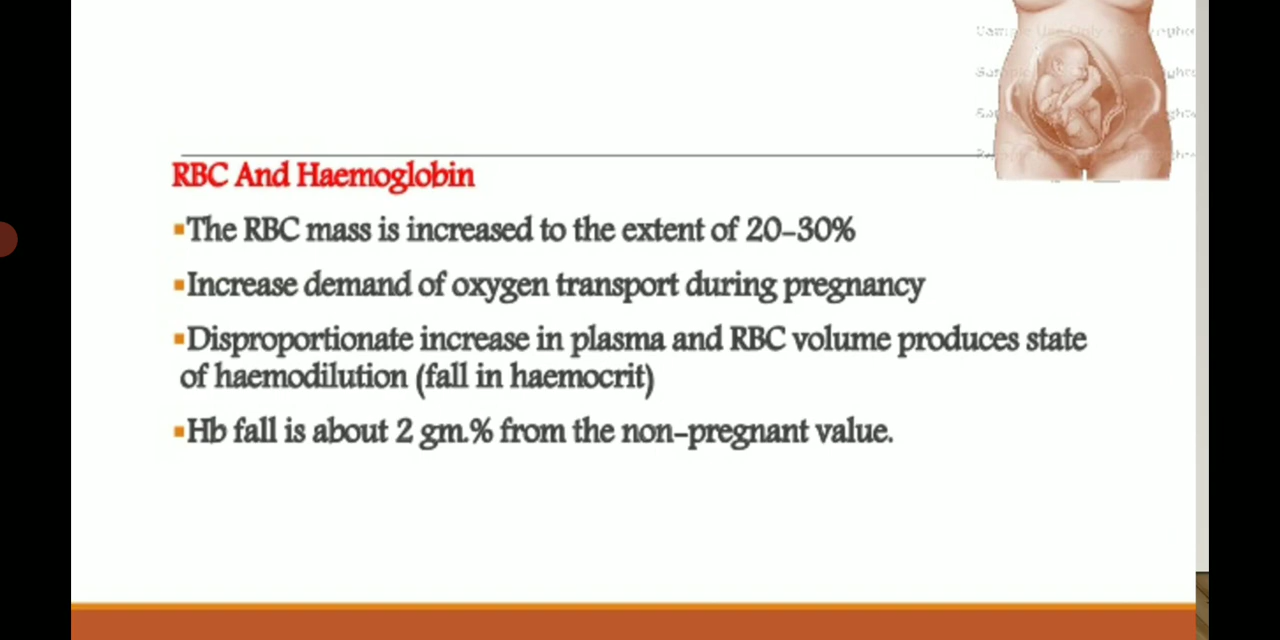 RBC And Haemoglobin
▪The RBC mass is increased to the extent of 20-30%
▪Increase demand of oxygen transport during pregnancy
▪Disproportionate increase in plasma and RBC volume produces state
of haemodilution (fall in haemocrit)
▪Hb fall is about 2 gm.% from the non-pregnant value.